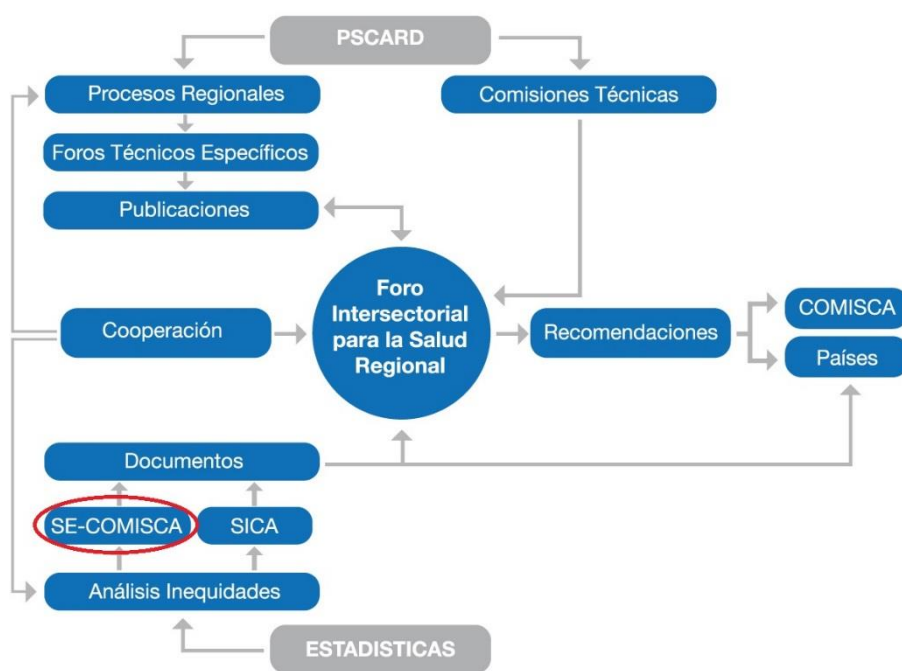 PSCARD
Procesos Regionales
Comisiones Técnicas
Foros Técnicos Específicos
Publicaciones
Foro
Intersectorial
para la Salud
Regional
Cooperación
Recomendaciones
COMISCA
Países
Documentos
SE-COMISCA
SICA
Análisis Inequidades
ESTADISTICAS